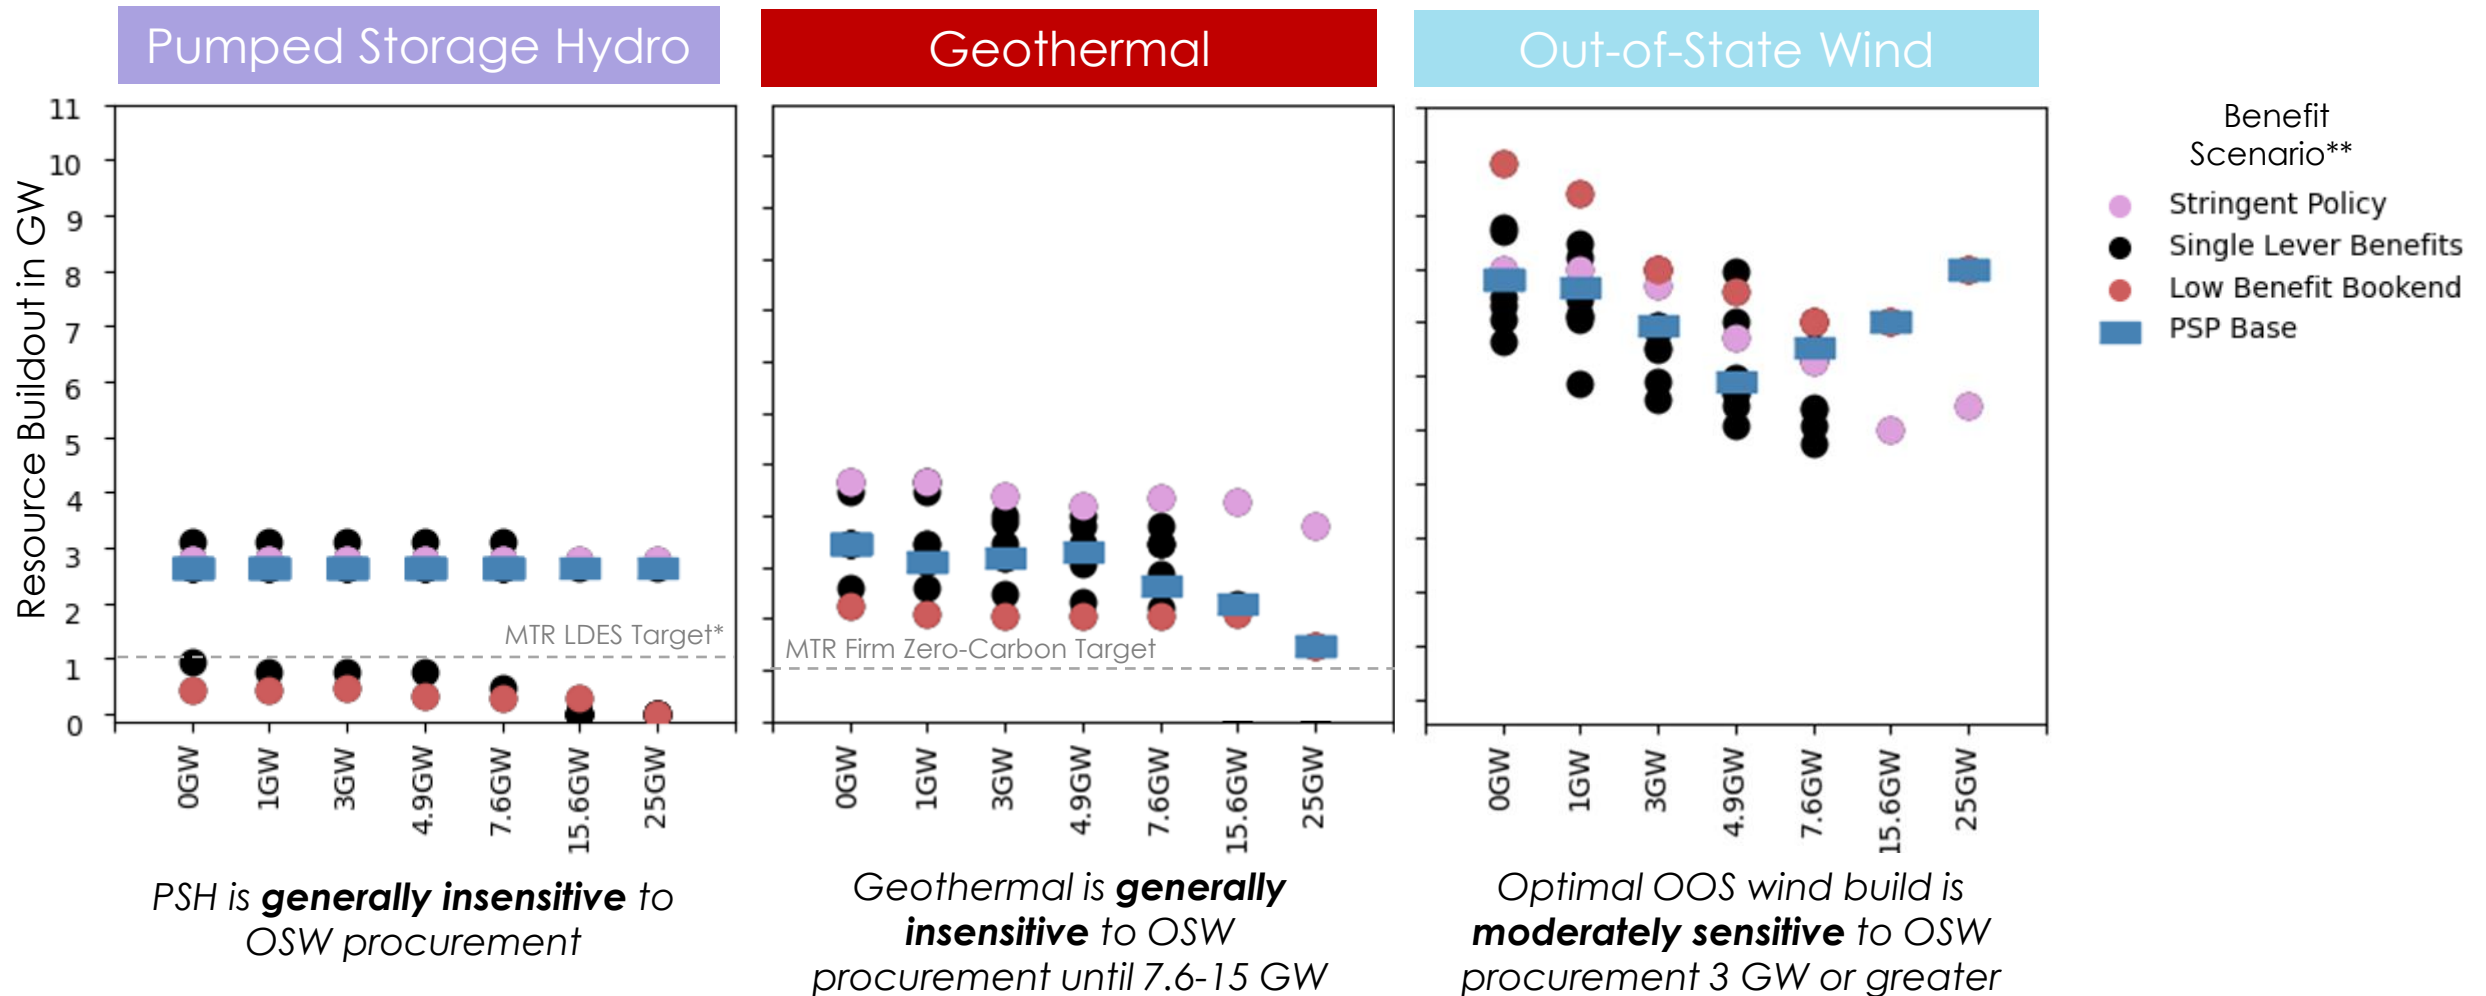 Pumped Storage Hydro
Geothermal
Out-of-State Wind
Resource Buildout in GW
11
10
9
8
7
6
5
4
3
2
1
0
MTR LDES Target*
0GW
1GW
3GW
4.9GW
7.6GW
15.6GW
25GW
MTR Firm Zero-Carbon Target
0GW
1GW
3GW
4.9GW
7.6GW
15.6GW
25GW
0GW
1GW
3GW
4.9GW
7.6GW
15.6GW
25GW
Benefit
Scenario**
Stringent Policy
Single Lever Benefits
Low Benefit Bookend
PSP Base
PSH is generally insensitive to
OSW procurement
Geothermal is generally
insensitive to OSW
procurement until 7.6-15 GW
Optimal OOS wind build is
moderately sensitive to OSW
procurement 3 GW or greater